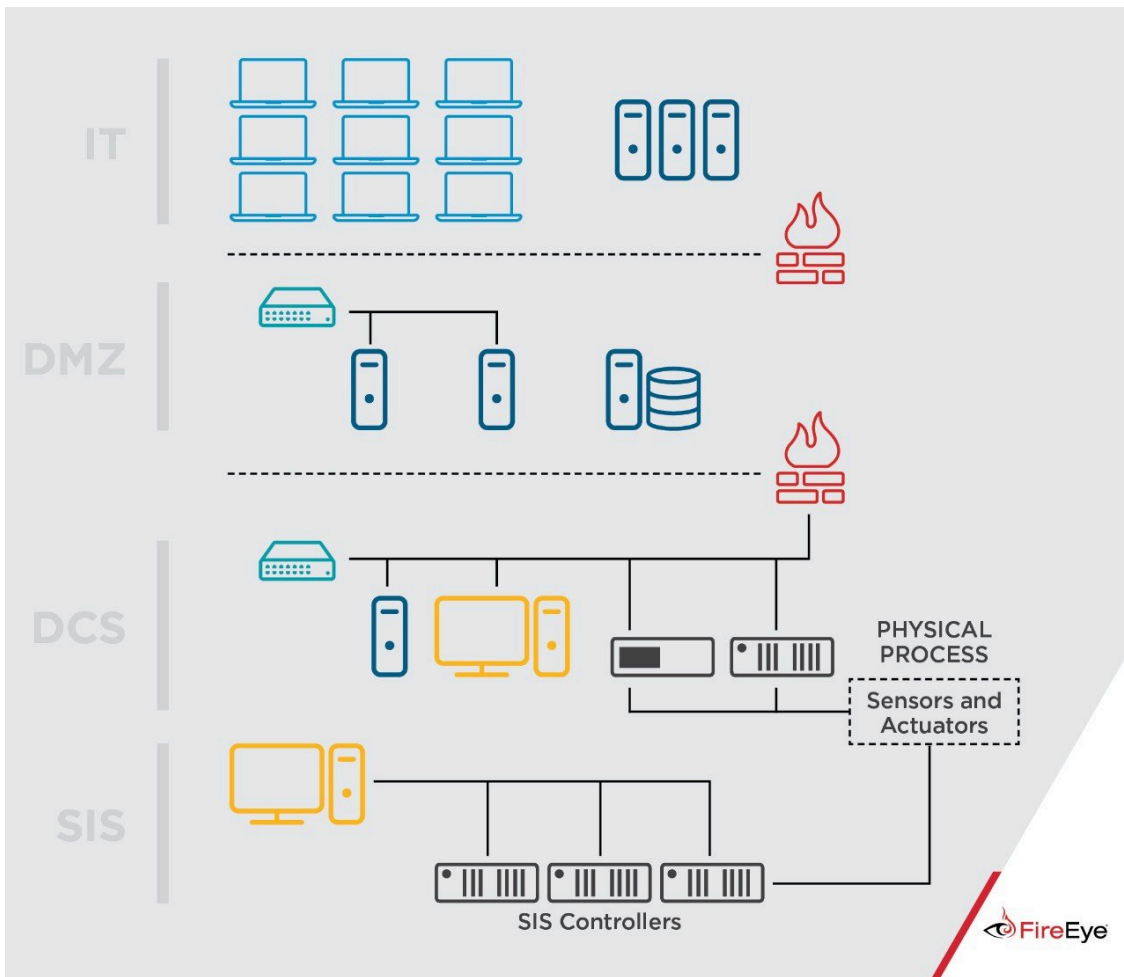 IT
DMZ
DCS
PHYSICAL
PROCESS
Sensors and
Actuators
SIS
SIS Controllers
FireEye